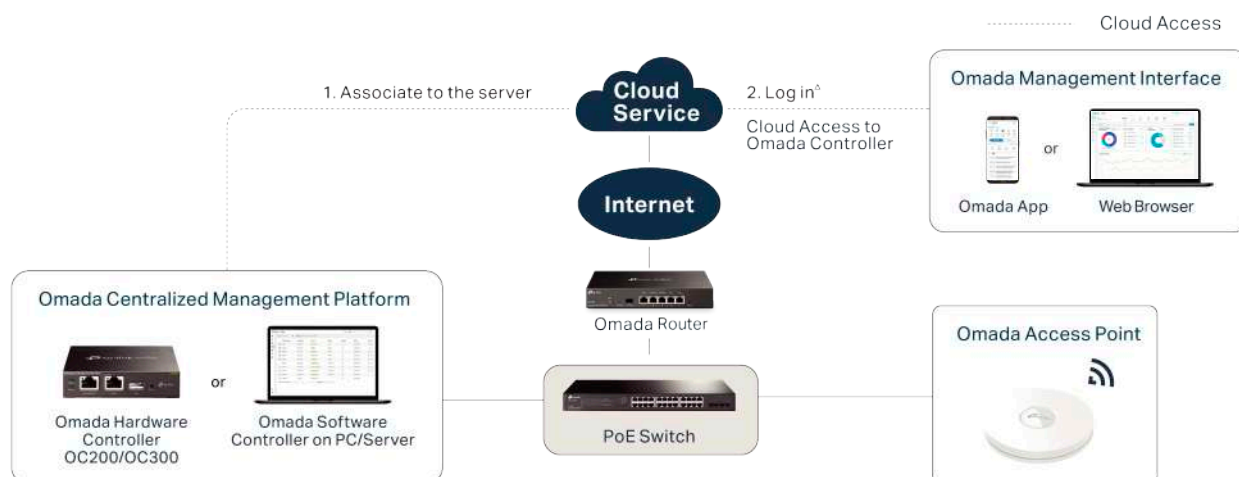 Cloud Access
Omada Management Interface
1. Associate to the server
Cloud
Service
2. Log in△
Cloud Access to
Omada Controller
or
Omada App
Web Browser
Internet
Omada Router
Omada Centralized Management Platform
or
Omada Hardware
Controller
OC200/OC300
Omada Software
Controller on PC/Server
PoE Switch
Omada Access Point